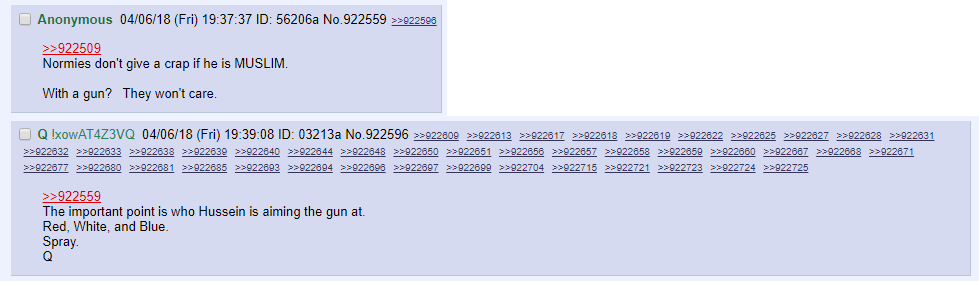 Anonymous 04/06/18 (Fri) 19:37:37 ID: 56206a No.922559 >>922596
>>922509
Normies don't give a crap if he is MUSLIM.
With a gun? They won't care.
Q !xowAT4Z3VQ 04/06/18 (Fri) 19:39:08 ID: 03213a No.922596 >>922609 >>922613 >>922617 >>922618 >>922619 >>922622 >>922625 >>922627 >>922628 >>922631
>>922632 >>922633 >>922638 >>922639 >>922640 >>922644 >>922648 >>922650 >>922651 >>922656 >>922657 >>922658 >>922659 >>922660 >>922667 >>922668 >>922671
>>922677 >>922680 >>922681 >>922685 >>922693 >>922694 >>922696 >>922697 >>922699 >>922704 >>922715 >>922721 >>922723 >>922724 >>922725
>>922559
The important point is who Hussein is aiming the gun at.
Red, White, and Blue.
Spray.
Q